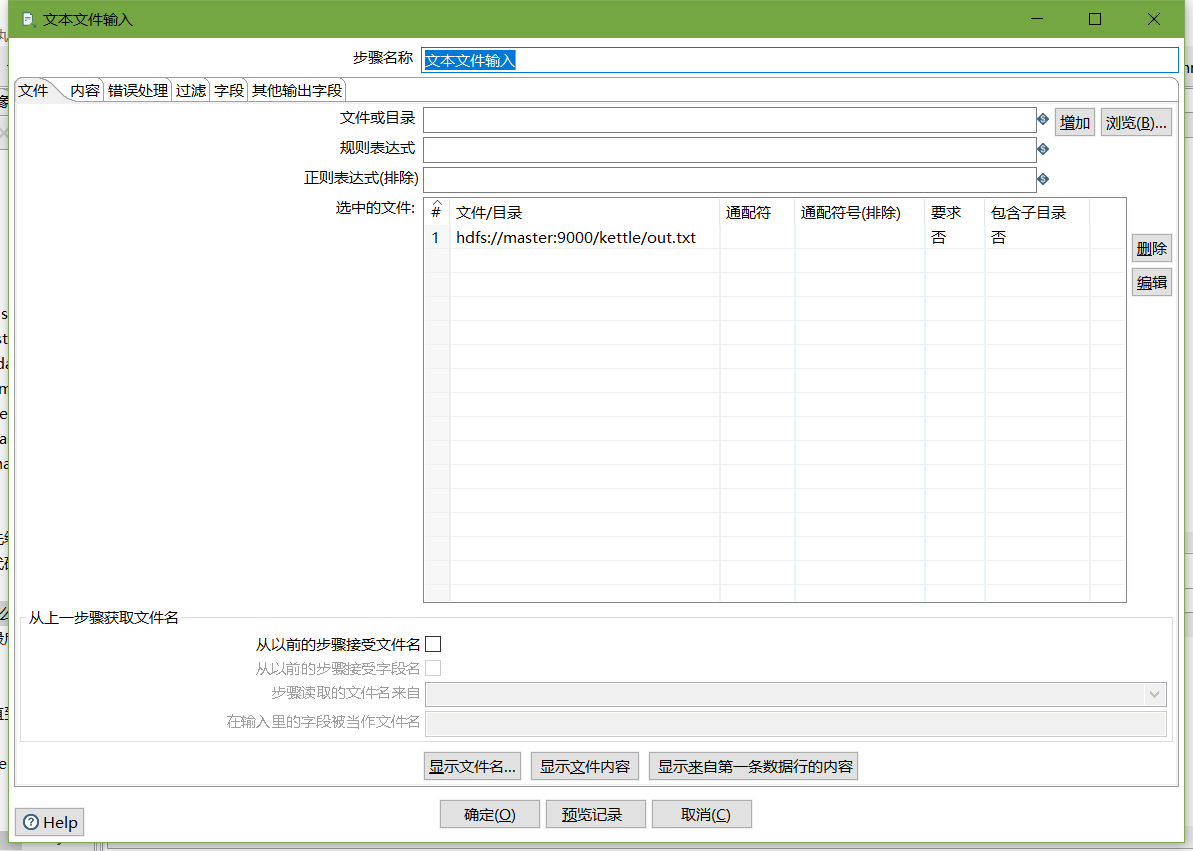 文本文件输入
步骤名称 文本文件输入
文件 内容 错误处理 过滤 字段 其他输出字段
文件或目录 增加 浏览(B)...
规则表达式
正则表达式(排除)
选中的文件: # 文件/目录 通配符 通配符号(排除) 要求 包含子目录
1 hdfs://master:9000/kettle/out.txt 否 否
删除
编辑
从上一步骤获取文件名
从以前的步骤接受文件名
从以前的步骤接受字段名
步骤读取的文件名来自
在输入里的字段被当作文件名
显示文件名... 显示文件内容 显示来自第一条数据行的内容
确定(O) 预览记录 取消(C)
Help